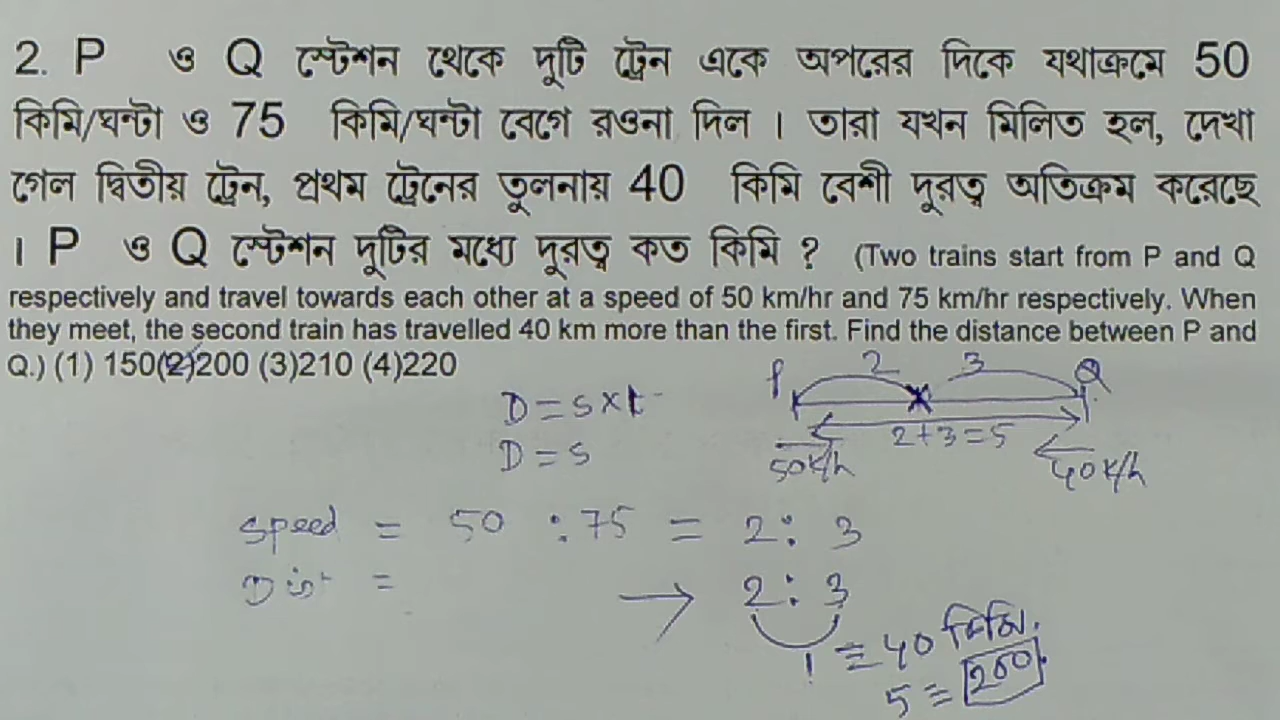 2. P ও Q স্টেশন থেকে দুটি ট্রেন একে অপরের দিকে যথাক্রমে 50
কিমি/ঘন্টা ও 75 কিমি/ঘন্টা বেগে রওনা দিল । তারা যখন মিলিত হল, দেখা
গেল দ্বিতীয় ট্রেন, প্রথম ট্রেনের তুলনায় 40 কিমি বেশী দুরত্ব অতিক্রম করেছে
। P ও Q স্টেশন দুটির মধ্যে দুরত্ব কত কিমি ? (Two trains start from P and Q
respectively and travel towards each other at a speed of 50 km/hr and 75 km/hr respectively. When
they meet, the second train has travelled 40 km more than the first. Find the distance between P and
Q.) (1) 150(2)200 (3)210 (4)220
P 2 3 Q
D = s × t
2+3=5
D = s
50K/h 40K/h
speed = 50 : 75 = 2 : 3
Dist = → 2 : 3
1 ≡ 40 কিমি.
5 ≡ 200.